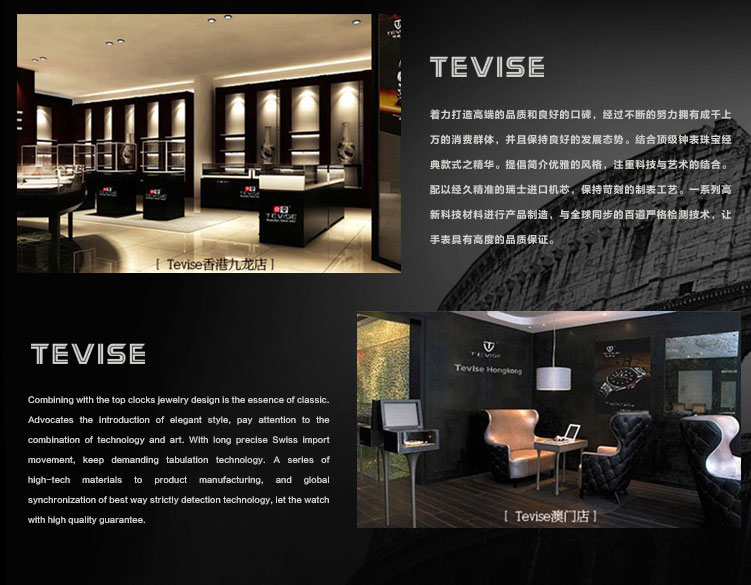 TEVISE
着力打造高端的品质和良好的口碑，经过不断的努力拥有成千上
万的消费群体，并且保持良好的发展态势。结合顶级钟表珠宝经
典款式之精华。提倡简介优雅的风格，注重科技与艺术的结合。
配以经久精准的瑞士进口机芯，保持苛刻的制表工艺。一系列高
新科技材料进行产品制造，与全球同步的百道严格检测技术，让
手表具有高度的品质保证。
TEVISE
TEVISE
[ Tevise香港九龙店 ]
TEVISE
Combining with the top clocks jewelry design is the essence of classic.
Advocates the introduction of elegant style, pay attention to the
combination of technology and art. With long precise Swiss import
movement, keep demanding tabulation technology. A series of
high-tech materials to product manufacturing, and global
synchronization of best way strictly detection technology, let the watch
with high quality guarantee.
TEVISE
Tevise Hongkong
[ Tevise澳门店 ]